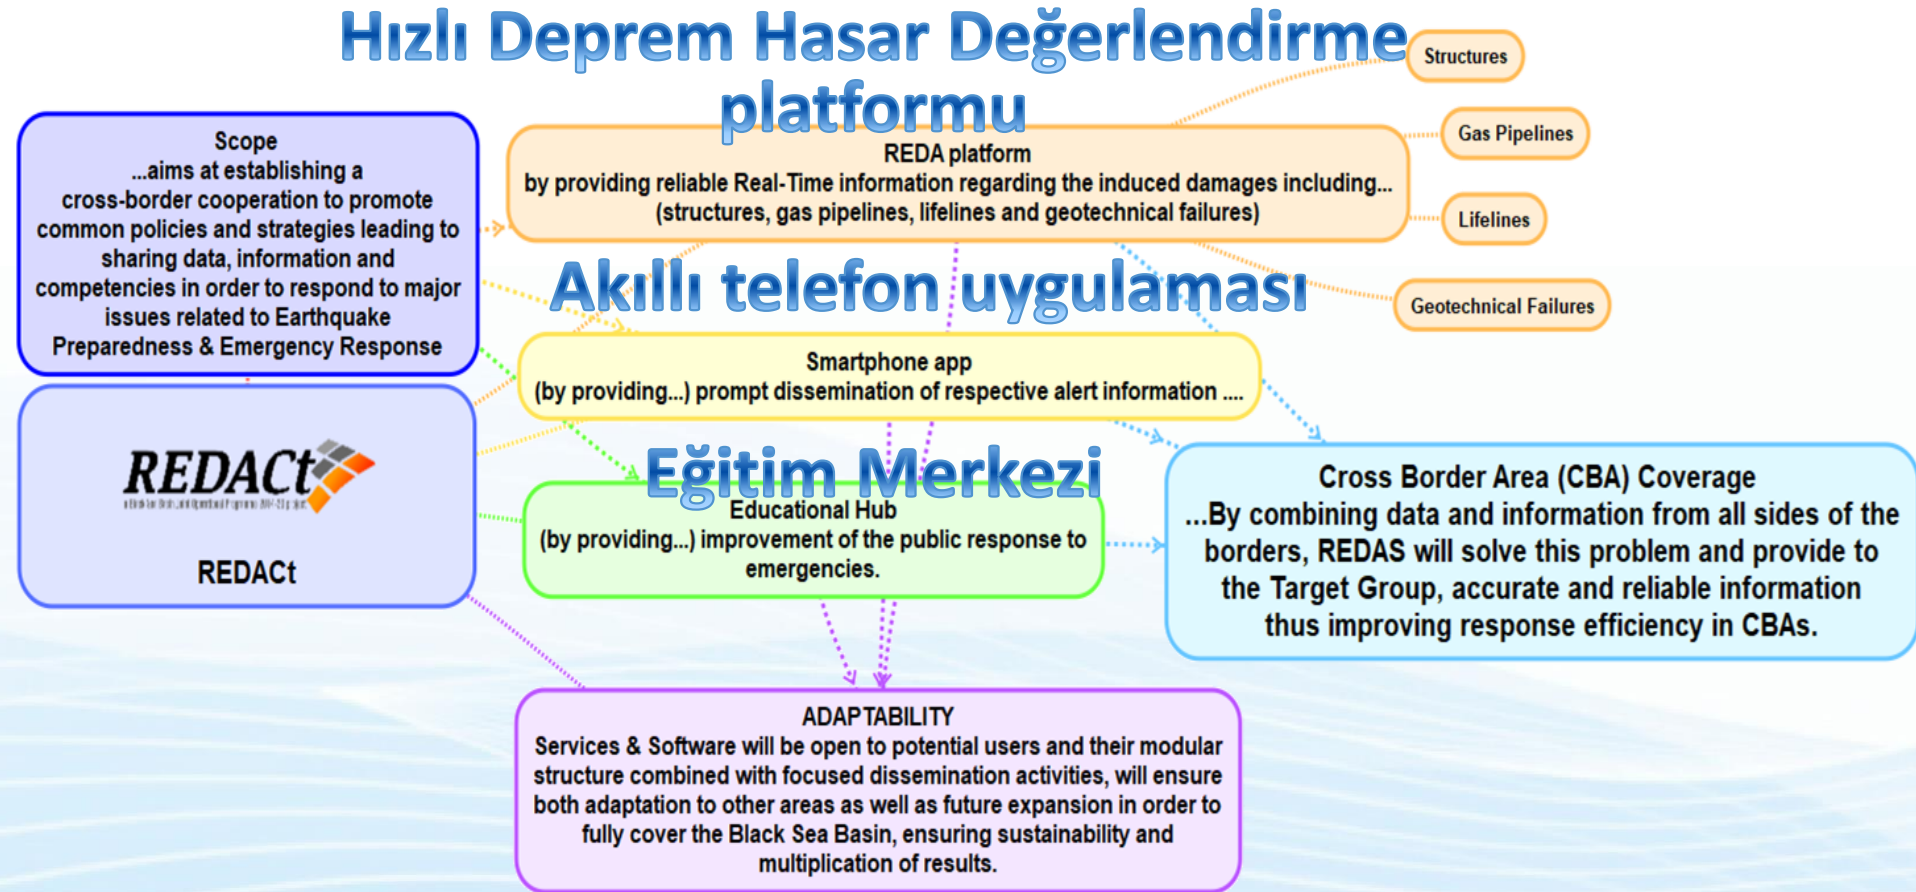 Hızlı Deprem Hasar Değerlendirme
platformu
Scope
...aims at establishing a
cross-border cooperation to promote
common policies and strategies leading to
sharing data, information and
competencies in order to respond to major
issues related to Earthquake
Preparedness & Emergency Response
REDACt
REDACt
REDA platform
by providing reliable Real-Time information regarding the induced damages including...
(structures, gas pipelines, lifelines and geotechnical failures)
Structures
Gas Pipelines
Lifelines
Geotechnical Failures
Akıllı telefon uygulaması
Smartphone app
(by providing...) prompt dissemination of respective alert information ....
Eğitim Merkezi
Educational Hub
(by providing...) improvement of the public response to
emergencies.
Cross Border Area (CBA) Coverage
...By combining data and information from all sides of the
borders, REDAS will solve this problem and provide to
the Target Group, accurate and reliable information
thus improving response efficiency in CBAs.
ADAPTABILITY
Services & Software will be open to potential users and their modular
structure combined with focused dissemination activities, will ensure
both adaptation to other areas as well as future expansion in order to
fully cover the Black Sea Basin, ensuring sustainability and
multiplication of results.